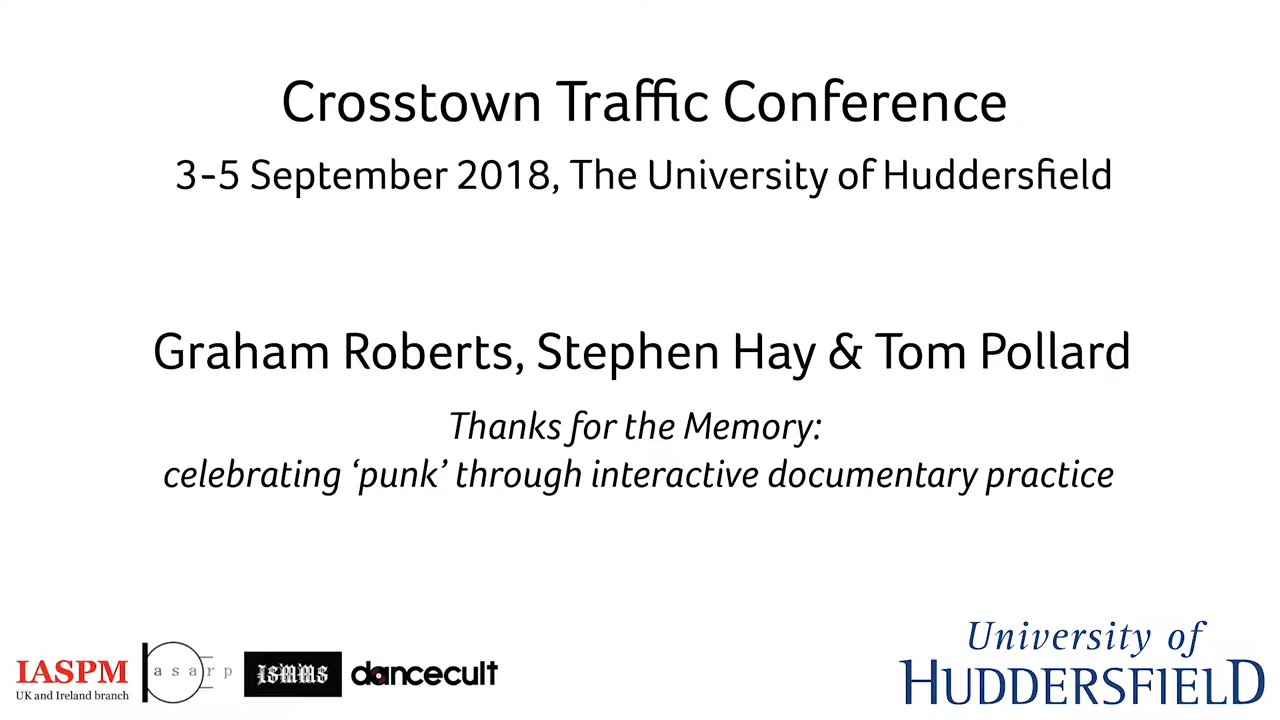 Crosstown Traffic Conference
3-5 September 2018, The University of Huddersfield
Graham Roberts, Stephen Hay & Tom Pollard
Thanks for the Memory:
celebrating ‘punk’ through interactive documentary practice
IASPM
UK and Ireland branch
asarp
ISMMS
dancecult
University of
HUDDERSFIELD